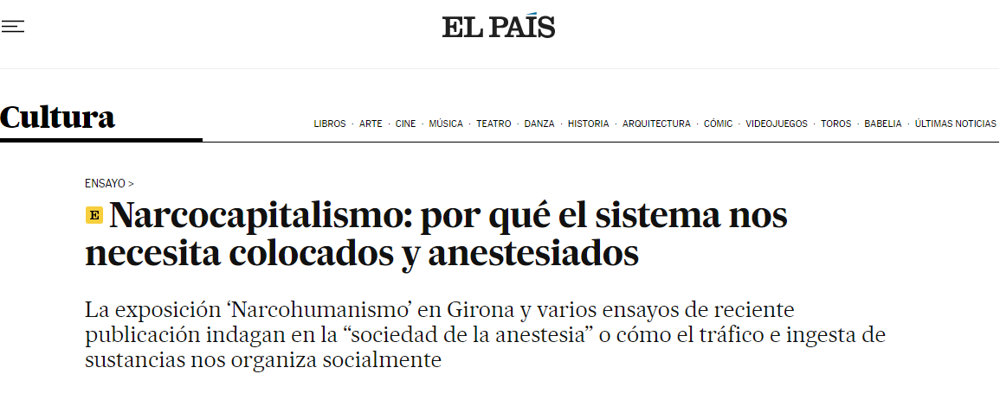 EL PAÍS
Cultura
LIBROS · ARTE · CINE · MÚSICA · TEATRO · DANZA · HISTORIA · ARQUITECTURA · CÓMIC · VIDEOJUEGOS · TOROS · BABELIA · ÚLTIMAS NOTICIAS
ENSAYO >
E Narcocapitalismo: por qué el sistema nos
necesita colocados y anestesiados
La exposición ‘Narcohumanismo’ en Girona y varios ensayos de reciente
publicación indagan en la “sociedad de la anestesia” o cómo el tráfico e ingesta de
sustancias nos organiza socialmente